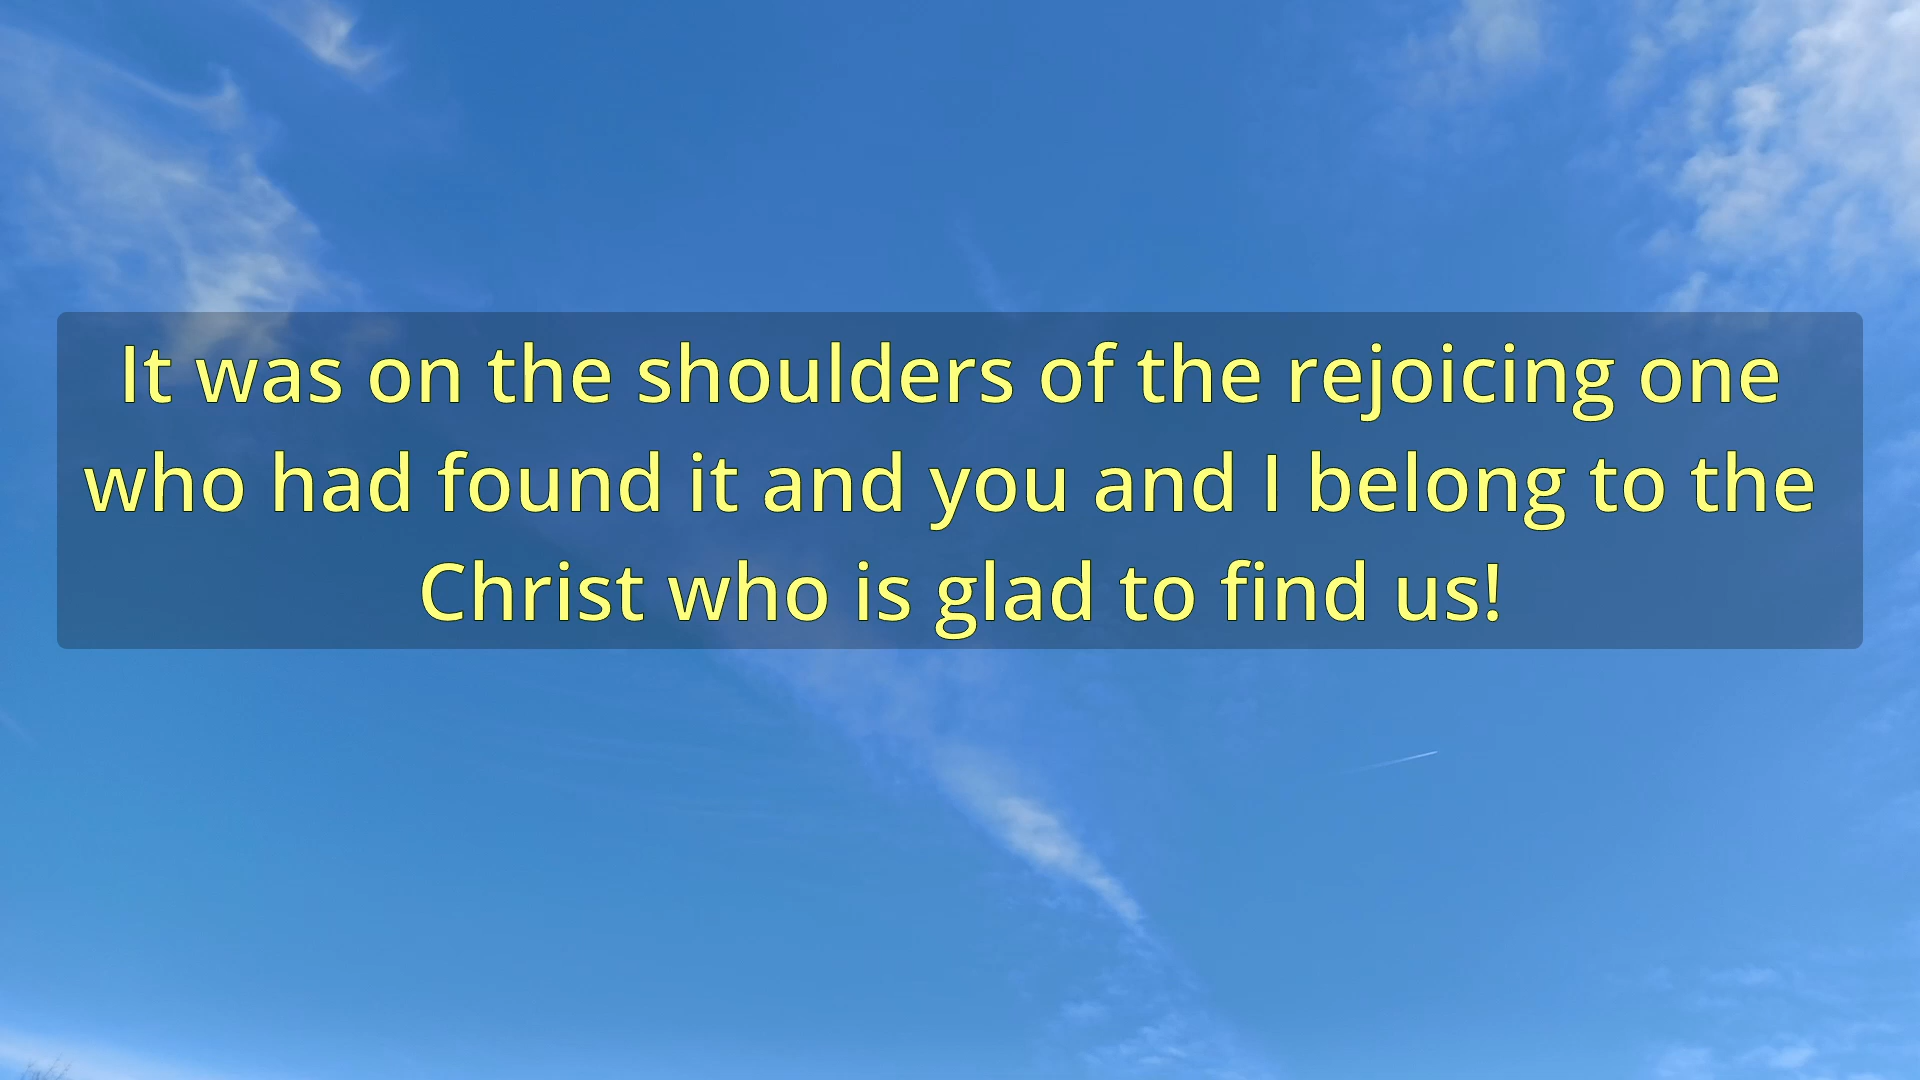 It was on the shoulders of the rejoicing one
who had found it and you and I belong to the
Christ who is glad to find us!